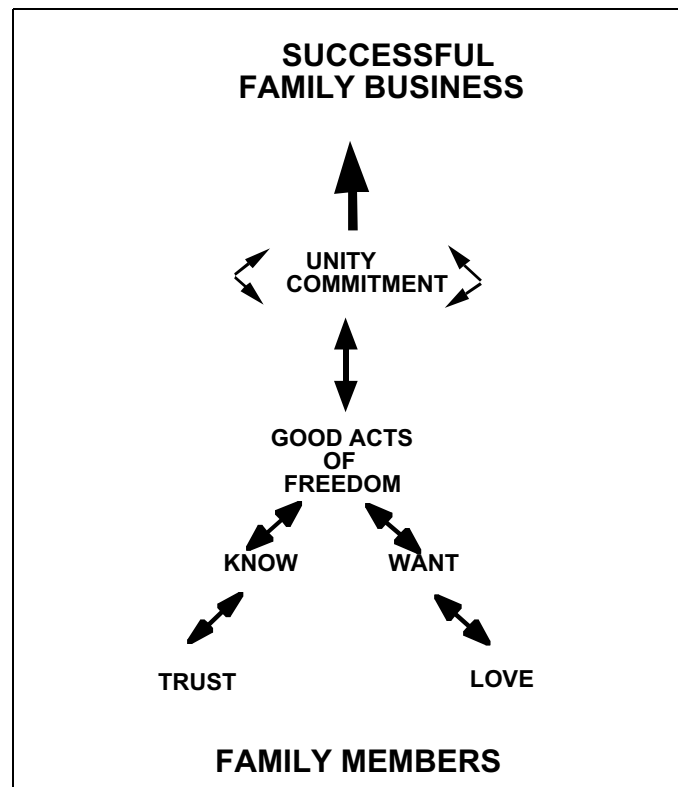 SUCCESSFUL
FAMILY BUSINESS
UNITY
COMMITMENT
GOOD ACTS
OF
FREEDOM
KNOW WANT
TRUST LOVE
FAMILY MEMBERS